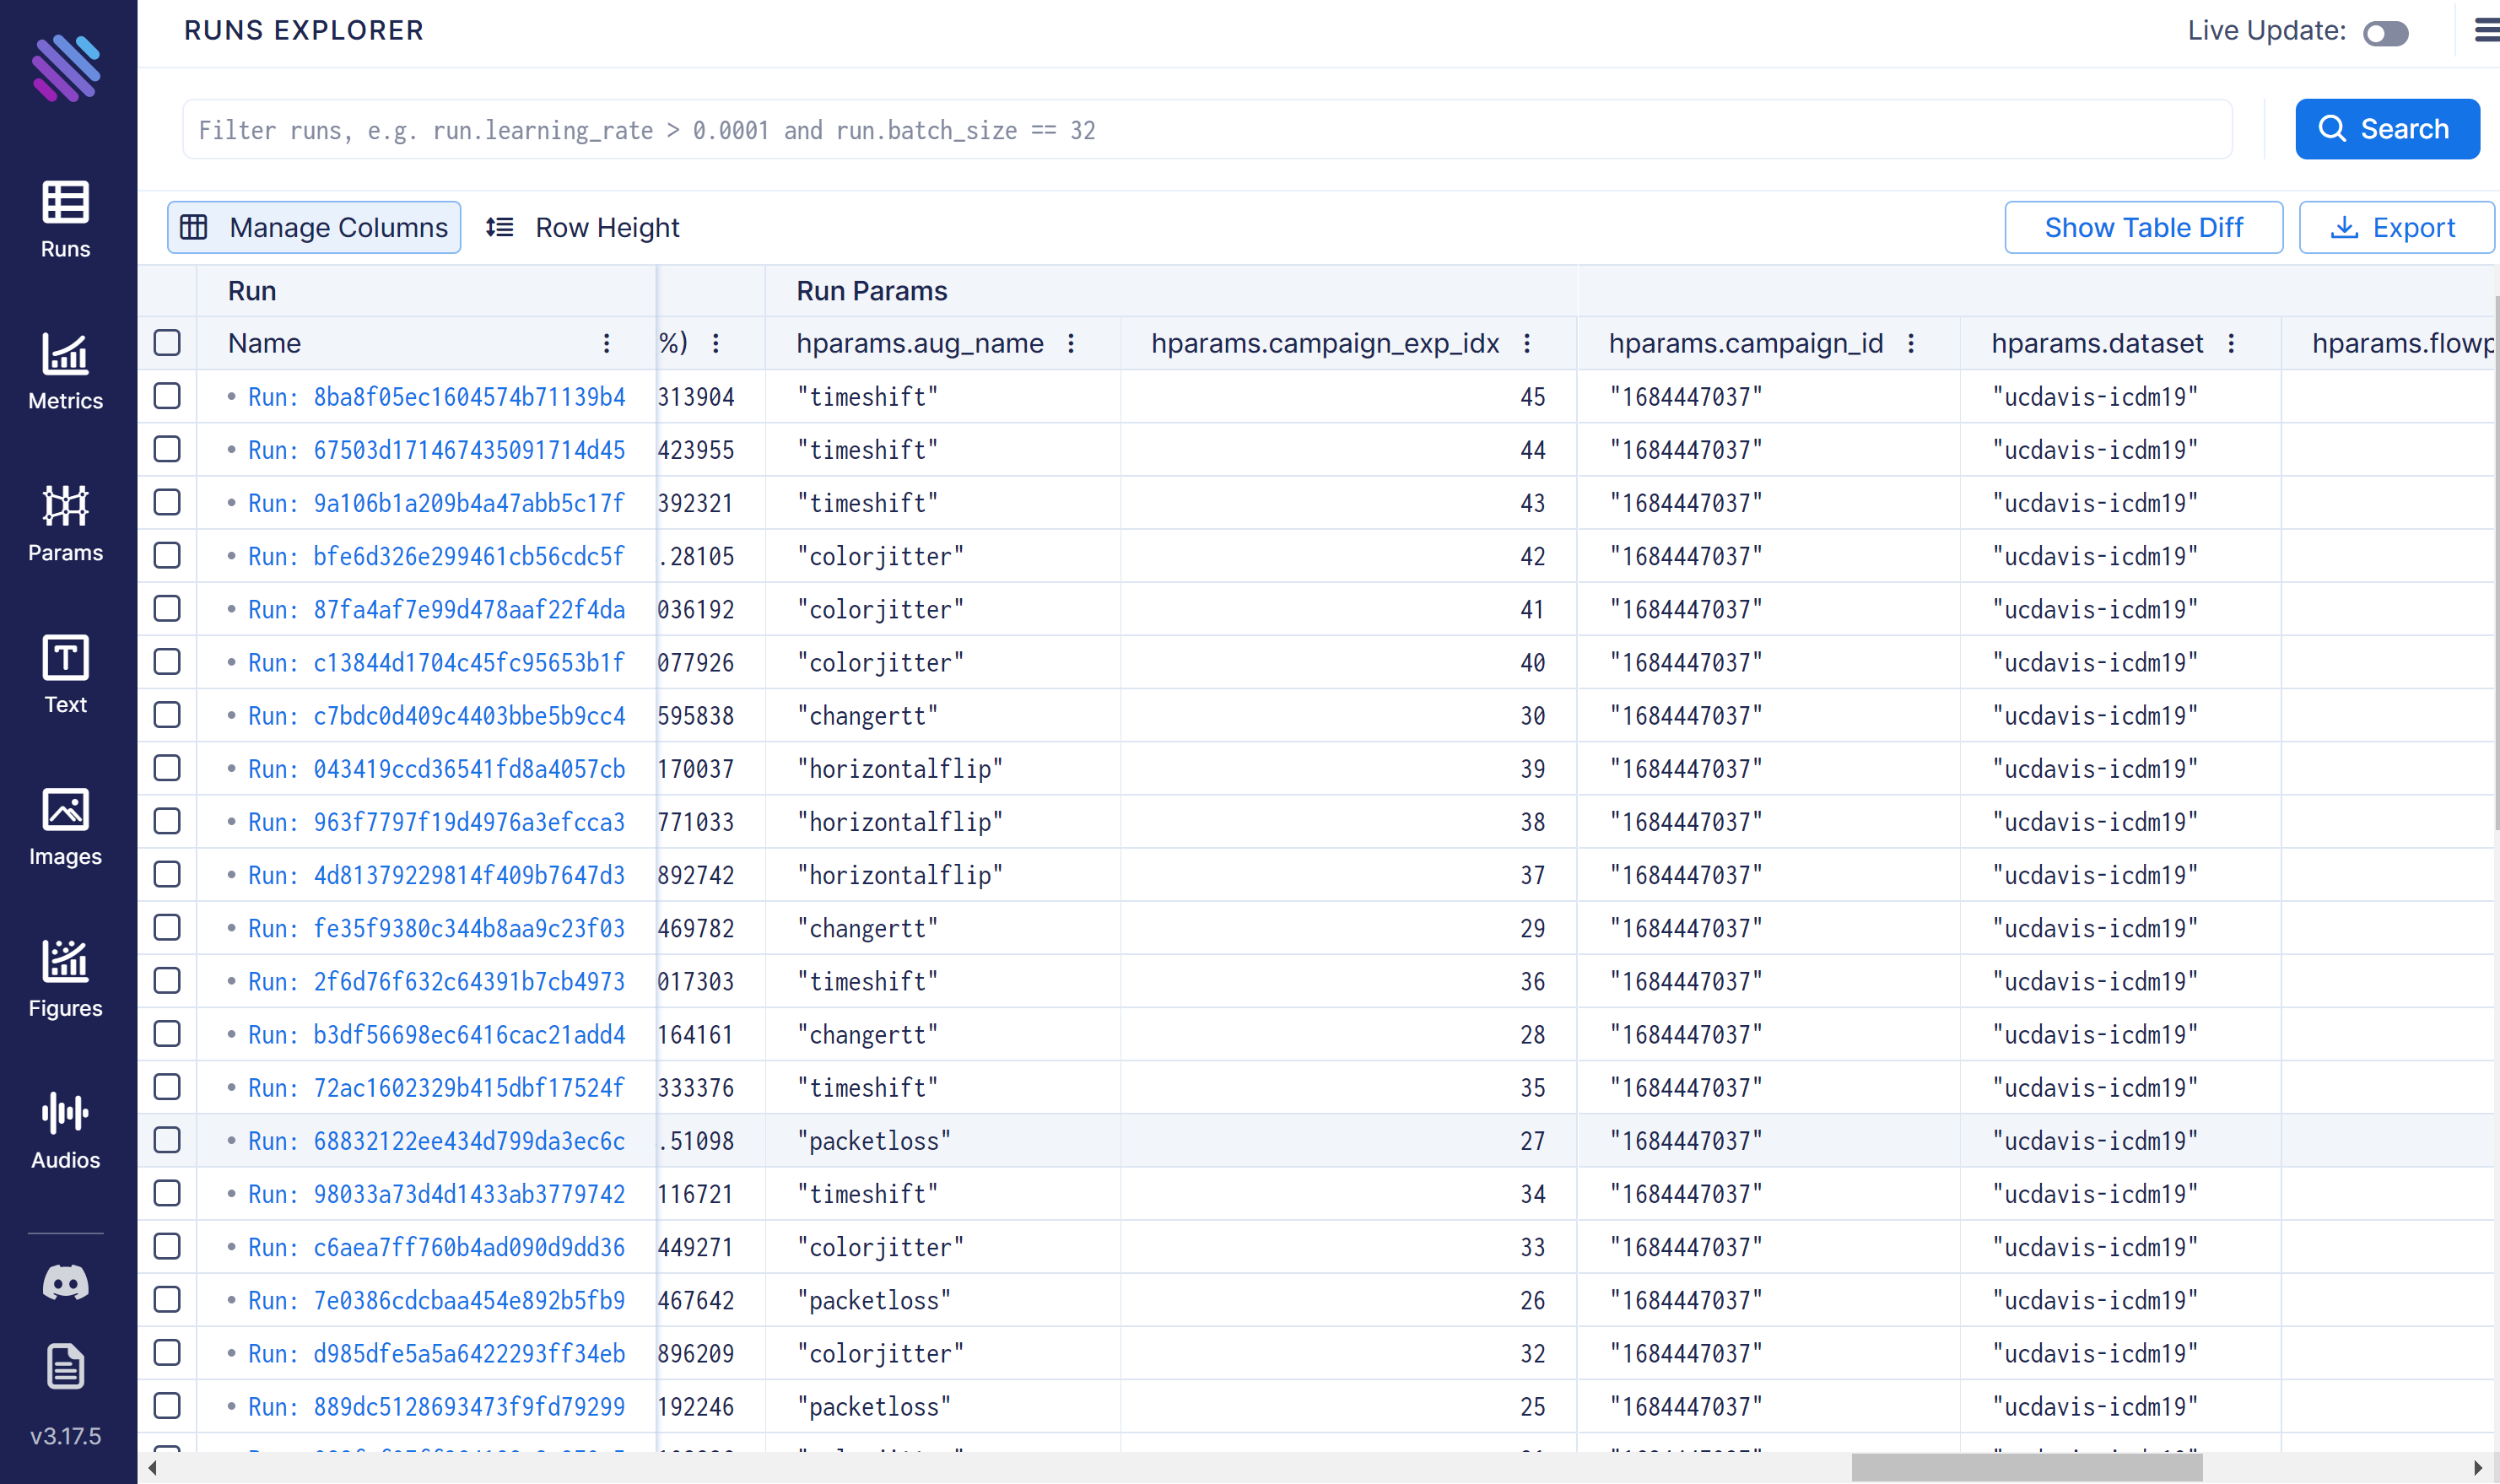 RUNS EXPLORER
Live Update:
Filter runs, e.g. run.learning_rate > 0.0001 and run.batch_size == 32
Search
Manage Columns Row Height Show Table Diff Export
Run Run Params
Name %) hparams.aug_name hparams.campaign_exp_idx hparams.campaign_id hparams.dataset hparams.flowp
Run: 8ba8f05ec1604574b71139b4 313904 "timeshift" 45 "1684447037" "ucdavis-icdm19"
Run: 67503d171467435091714d45 423955 "timeshift" 44 "1684447037" "ucdavis-icdm19"
Run: 9a106b1a209b4a47abb5c17f 392321 "timeshift" 43 "1684447037" "ucdavis-icdm19"
Run: bfe6d326e299461cb56cdc5f .28105 "colorjitter" 42 "1684447037" "ucdavis-icdm19"
Run: 87fa4af7e99d478aaf22f4da 036192 "colorjitter" 41 "1684447037" "ucdavis-icdm19"
Run: c13844d1704c45fc95653b1f 077926 "colorjitter" 40 "1684447037" "ucdavis-icdm19"
Run: c7bdc0d409c4403bbe5b9cc4 595838 "changertt" 30 "1684447037" "ucdavis-icdm19"
Run: 043419ccd36541fd8a4057cb 170037 "horizontalflip" 39 "1684447037" "ucdavis-icdm19"
Run: 963f7797f19d4976a3efcca3 771033 "horizontalflip" 38 "1684447037" "ucdavis-icdm19"
Run: 4d81379229814f409b7647d3 892742 "horizontalflip" 37 "1684447037" "ucdavis-icdm19"
Run: fe35f9380c344b8aa9c23f03 469782 "changertt" 29 "1684447037" "ucdavis-icdm19"
Run: 2f6d76f632c64391b7cb4973 017303 "timeshift" 36 "1684447037" "ucdavis-icdm19"
Run: b3df56698ec6416cac21add4 164161 "changertt" 28 "1684447037" "ucdavis-icdm19"
Run: 72ac1602329b415dbf17524f 333376 "timeshift" 35 "1684447037" "ucdavis-icdm19"
Run: 68832122ee434d799da3ec6c .51098 "packetloss" 27 "1684447037" "ucdavis-icdm19"
Run: 98033a73d4d1433ab3779742 116721 "timeshift" 34 "1684447037" "ucdavis-icdm19"
Run: c6aea7ff760b4ad090d9dd36 449271 "colorjitter" 33 "1684447037" "ucdavis-icdm19"
Run: 7e0386cdcbaa454e892b5fb9 467642 "packetloss" 26 "1684447037" "ucdavis-icdm19"
Run: d985dfe5a5a6422293ff34eb 896209 "colorjitter" 32 "1684447037" "ucdavis-icdm19"
Run: 889dc5128693473f9fd79299 192246 "packetloss" 25 "1684447037" "ucdavis-icdm19"
Runs
Metrics
Params
Text
Images
Figures
Audios
v3.17.5